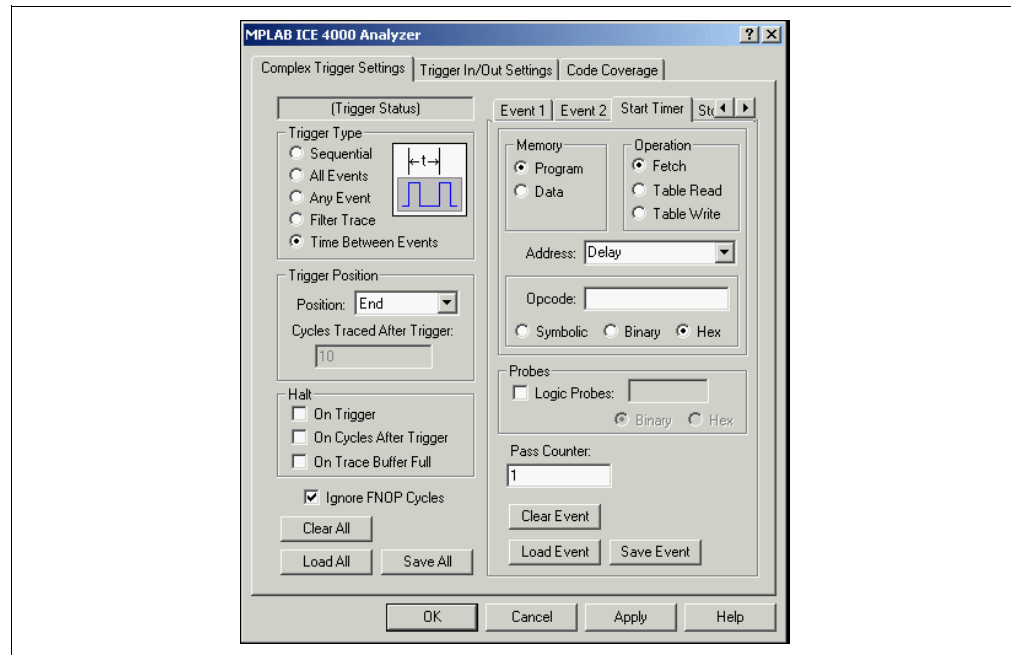 MPLAB ICE 4000 Analyzer
Complex Trigger Settings
Trigger In/Out Settings
Code Coverage
(Trigger Status)
Trigger Type
Sequential
All Events
Any Event
Filter Trace
Time Between Events
t
Trigger Position
Position: End
Cycles Traced After Trigger:
10
Halt
On Trigger
On Cycles After Trigger
On Trace Buffer Full
Ignore FNOP Cycles
Clear All
Load All
Save All
Event 1
Event 2
Start Timer
Memory
Program
Data
Operation
Fetch
Table Read
Table Write
Address: Delay
Opcode:
Symbolic
Binary
Hex
Probes
Logic Probes:
Binary
Hex
Pass Counter:
1
Clear Event
Load Event
Save Event
OK
Cancel
Apply
Help